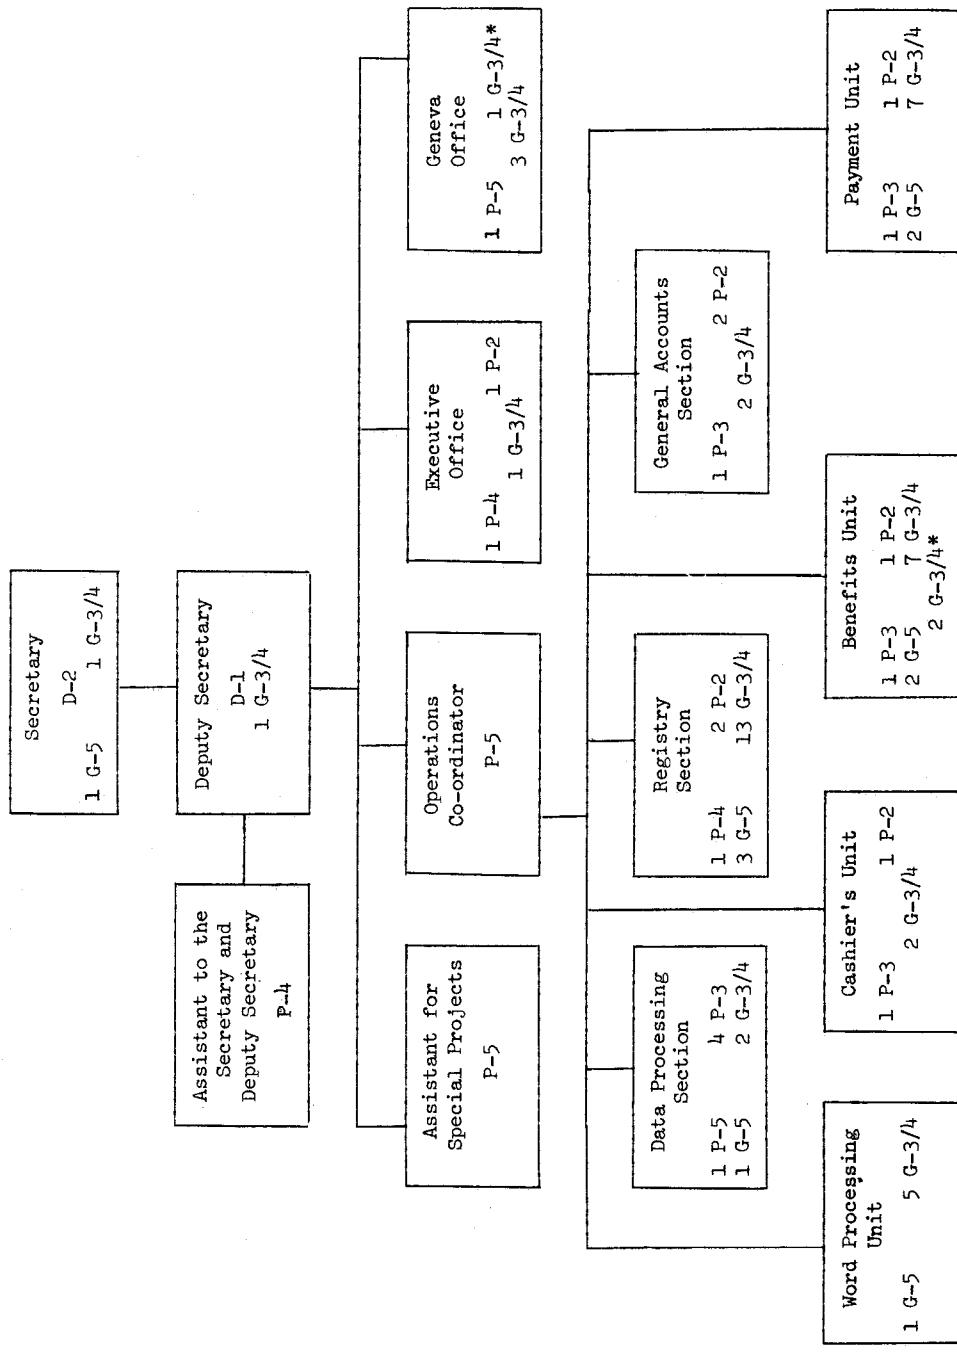 Secretary
D-2
1 G-5 1 G-3/4
Deputy Secretary
D-1
1 G-3/4
Assistant to the
Secretary and
Deputy Secretary
P-4
Assistant for
Special Projects
P-5
Operations
Co-ordinator
P-5
Executive
Office
1 P-4 1 P-2
1 G-3/4
Geneva
Office
1 P-5 1 G-3/4*
3 G-3/4
Data Processing
Section
1 P-5 4 P-3
1 G-5 2 G-3/4
Registry
Section
1 P-4 2 P-2
3 G-5 13 G-3/4
General Accounts
Section
1 P-3 2 P-2
2 G-3/4
Word Processing
Unit
1 G-5 5 G-3/4
Cashier's Unit
1 P-3 1 P-2
2 G-3/4
Benefits Unit
1 P-3 1 P-2
2 G-5 7 G-3/4
2 G-3/4*
Payment Unit
1 P-3 1 P-2
2 G-5 7 G-3/4